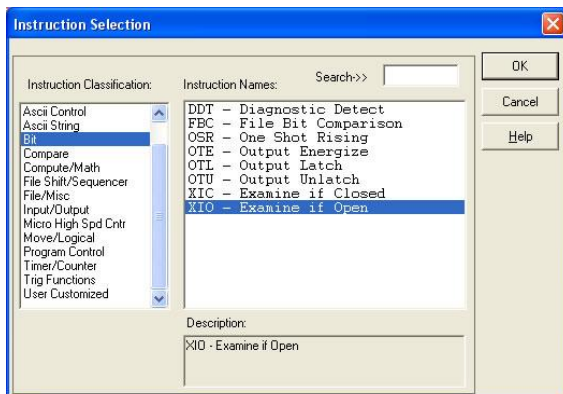 Instruction Selection
Instruction Classification:
Ascii Control
Ascii String
Bit
Compare
Compute/Math
File Shift/Sequencer
File/Misc
Input/Output
Micro High Spd Cntr
Move/Logical
Program Control
Timer/Counter
Trig Functions
User Customized
Instruction Names:
Search->>
DDT - Diagnostic Detect
FBC - File Bit Comparison
OSR - One Shot Rising
OTE - Output Energize
OTL - Output Latch
OTU - Output Unlatch
XIC - Examine if Closed
XIO - Examine if Open
Description:
XIO - Examine if Open
OK
Cancel
Help